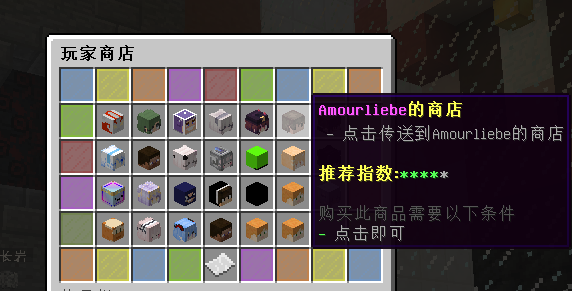 玩家商店
Amourliebe的商店
- 点击传送到Amourliebe的商店
推荐指数:*****
购买此商品需要以下条件
- 点击即可
长岩